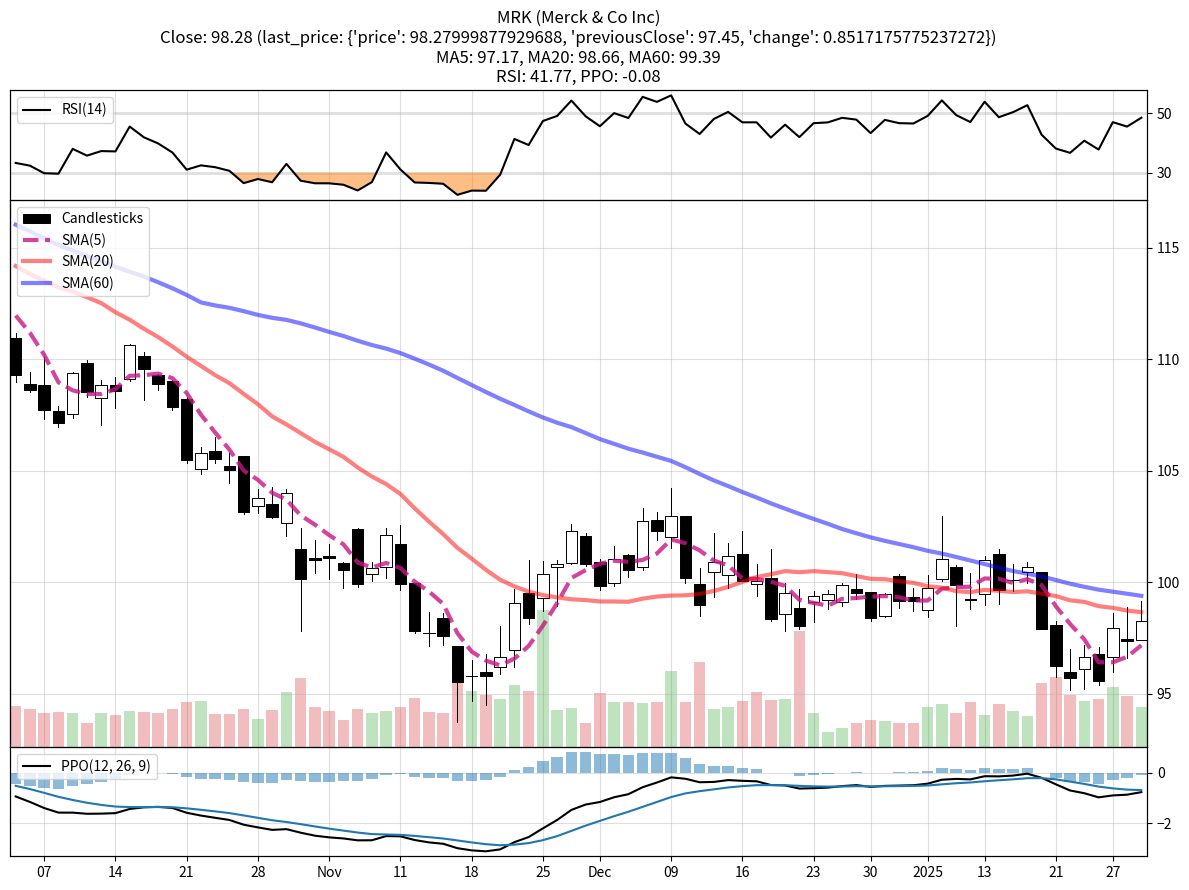 MRK (Merck & Co Inc)
Close: 98.28 (last_price: {'price': 98.27999877929688, 'previousClose': 97.45, 'change': 0.8517175775237272})
MA5: 97.17, MA20: 98.66, MA60: 99.39
RSI: 41.77, PPO: -0.08
RSI(14)
50
30
Candlesticks
SMA(5)
SMA(20)
SMA(60)
115
110
105
100
95
PPO(12, 26, 9)
0
−2
07 14 21 28 Nov 11 18 25 Dec 09 16 23 30 2025 13 21 27